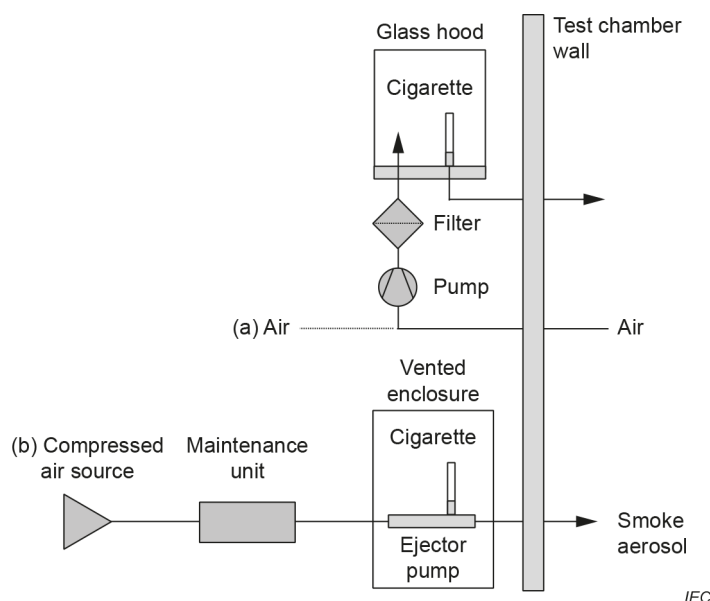 Glass hood
Test chamber
wall
Cigarette
Filter
Pump
(a) Air
Air
Vented
enclosure
(b) Compressed
air source
Maintenance
unit
Cigarette
Ejector
pump
Smoke
aerosol
IEC